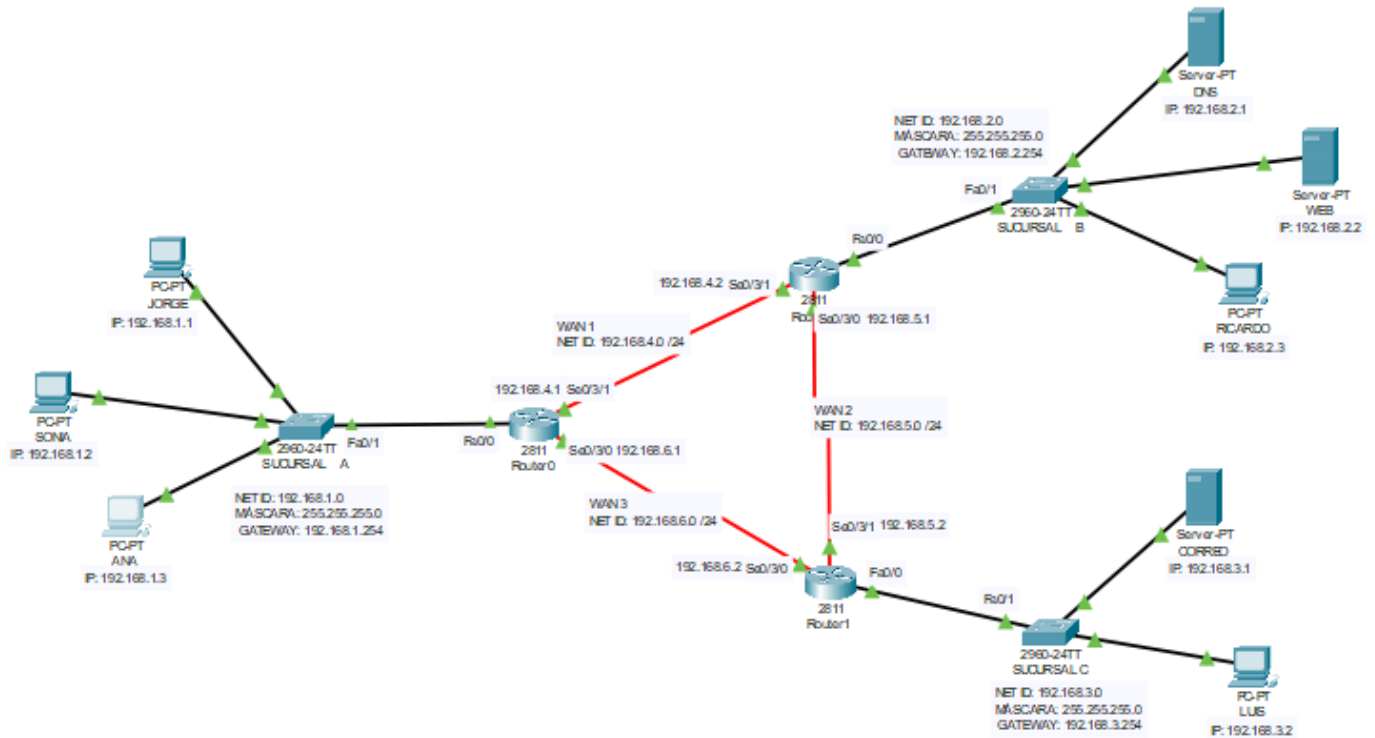 Server-PT
DNS
IP: 192.168.2.1
NET ID: 192.168.2.0
MÁSCARA: 255.255.255.0
GATEWAY: 192.168.2.254
Fa0/1
2960-24TT
SUCURSAL B
Server-PT
WEB
IP: 192.168.2.2
PC-PT
RICARDO
IP: 192.168.2.3
Fa0/0
192.168.4.2 Se0/3/1
2811
Se0/3/0 192.168.5.1
PC-PT
JORGE
IP: 192.168.1.1
WAN 1
NET ID: 192.168.4.0 /24
PC-PT
SONIA
IP: 192.168.1.2
192.168.4.1 Se0/3/1
2960-24TT
SUCURSAL A
Fa0/1
Fa0/0
2811
Router0
Se0/3/0 192.168.6.1
WAN 2
NET ID: 192.168.5.0 /24
NET ID: 192.168.1.0
MÁSCARA: 255.255.255.0
GATEWAY: 192.168.1.254
PC-PT
ANA
IP: 192.168.1.3
WAN 3
NET ID: 192.168.6.0 /24
Se0/3/1 192.168.5.2
192.168.6.2 Se0/3/0
Fa0/0
2811
Router1
Fa0/1
Server-PT
CORREO
IP: 192.168.3.1
2960-24TT
SUCURSAL C
NET ID: 192.168.3.0
MÁSCARA: 255.255.255.0
GATEWAY: 192.168.3.254
PC-PT
LUIS
IP: 192.168.3.2